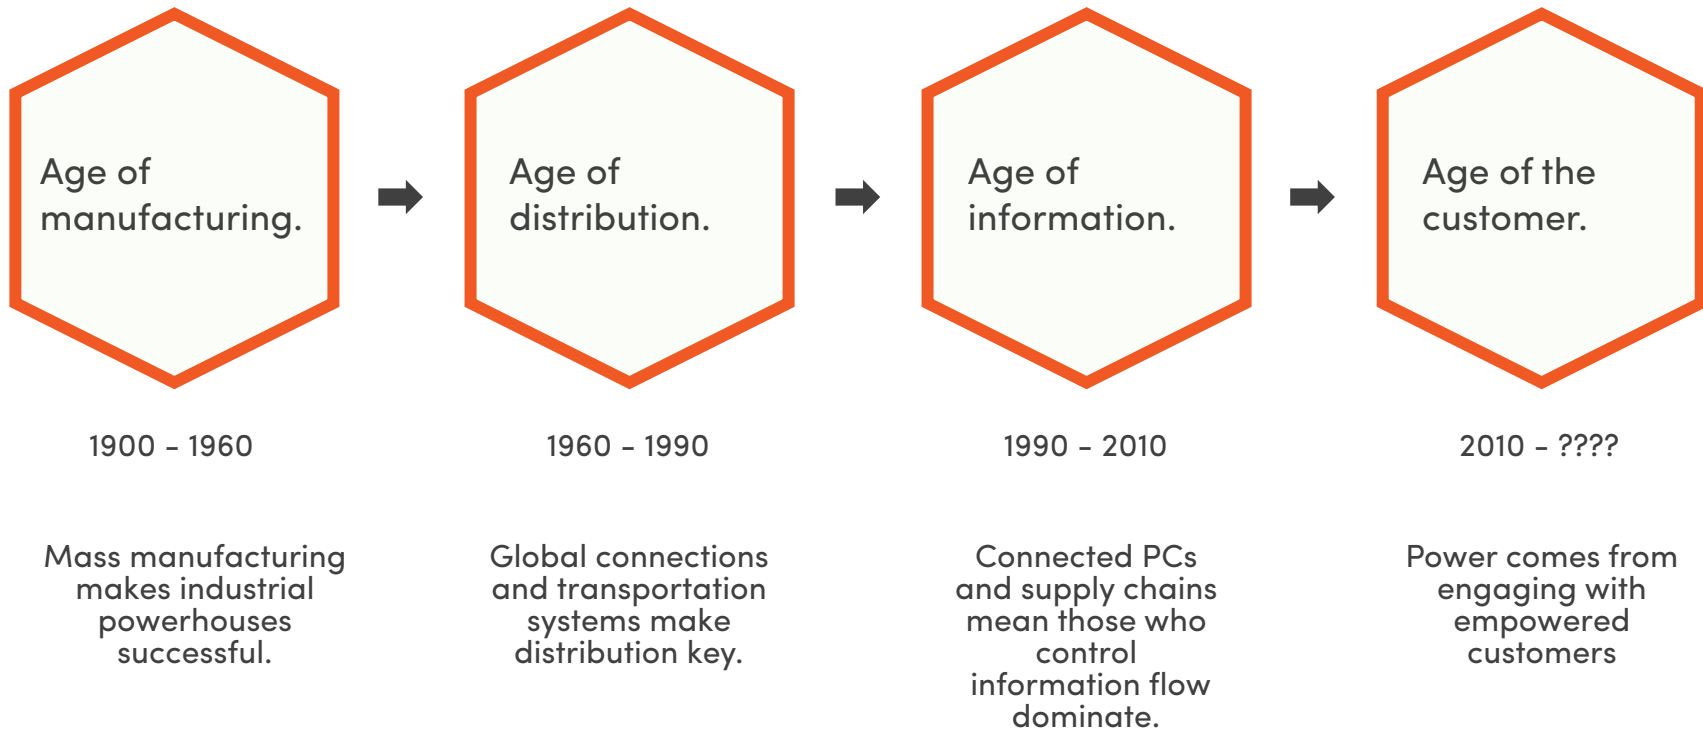 Age of
manufacturing.
Age of
distribution.
Age of
information.
Age of the
customer.
1900 - 1960
1960 - 1990
1990 - 2010
2010 - ????
Mass manufacturing
makes industrial
powerhouses
successful.
Global connections
and transportation
systems make
distribution key.
Connected PCs
and supply chains
mean those who
control
information flow
dominate.
Power comes from
engaging with
empowered
customers